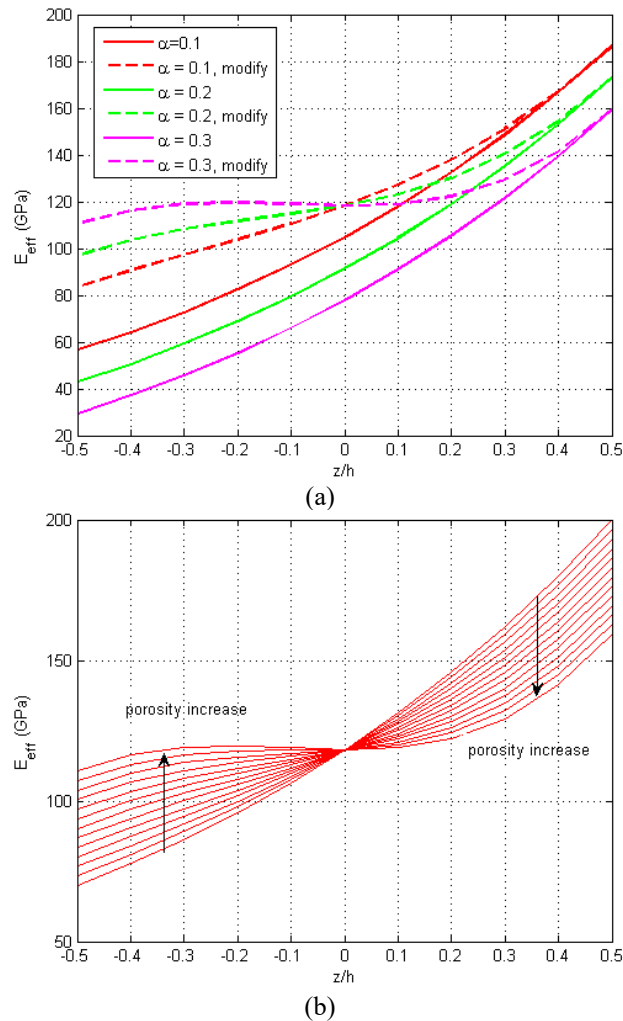 200
180
160
140
120
100
80
60
40
20
E_eff (GPa)
α=0.1
α = 0.1, modify
α = 0.2
α = 0.2, modify
α = 0.3
α = 0.3, modify
-0.5 -0.4 -0.3 -0.2 -0.1 0 0.1 0.2 0.3 0.4 0.5
z/h
(a)
200
150
100
50
E_eff (GPa)
porosity increase
porosity increase
-0.5 -0.4 -0.3 -0.2 -0.1 0 0.1 0.2 0.3 0.4 0.5
z/h
(b)